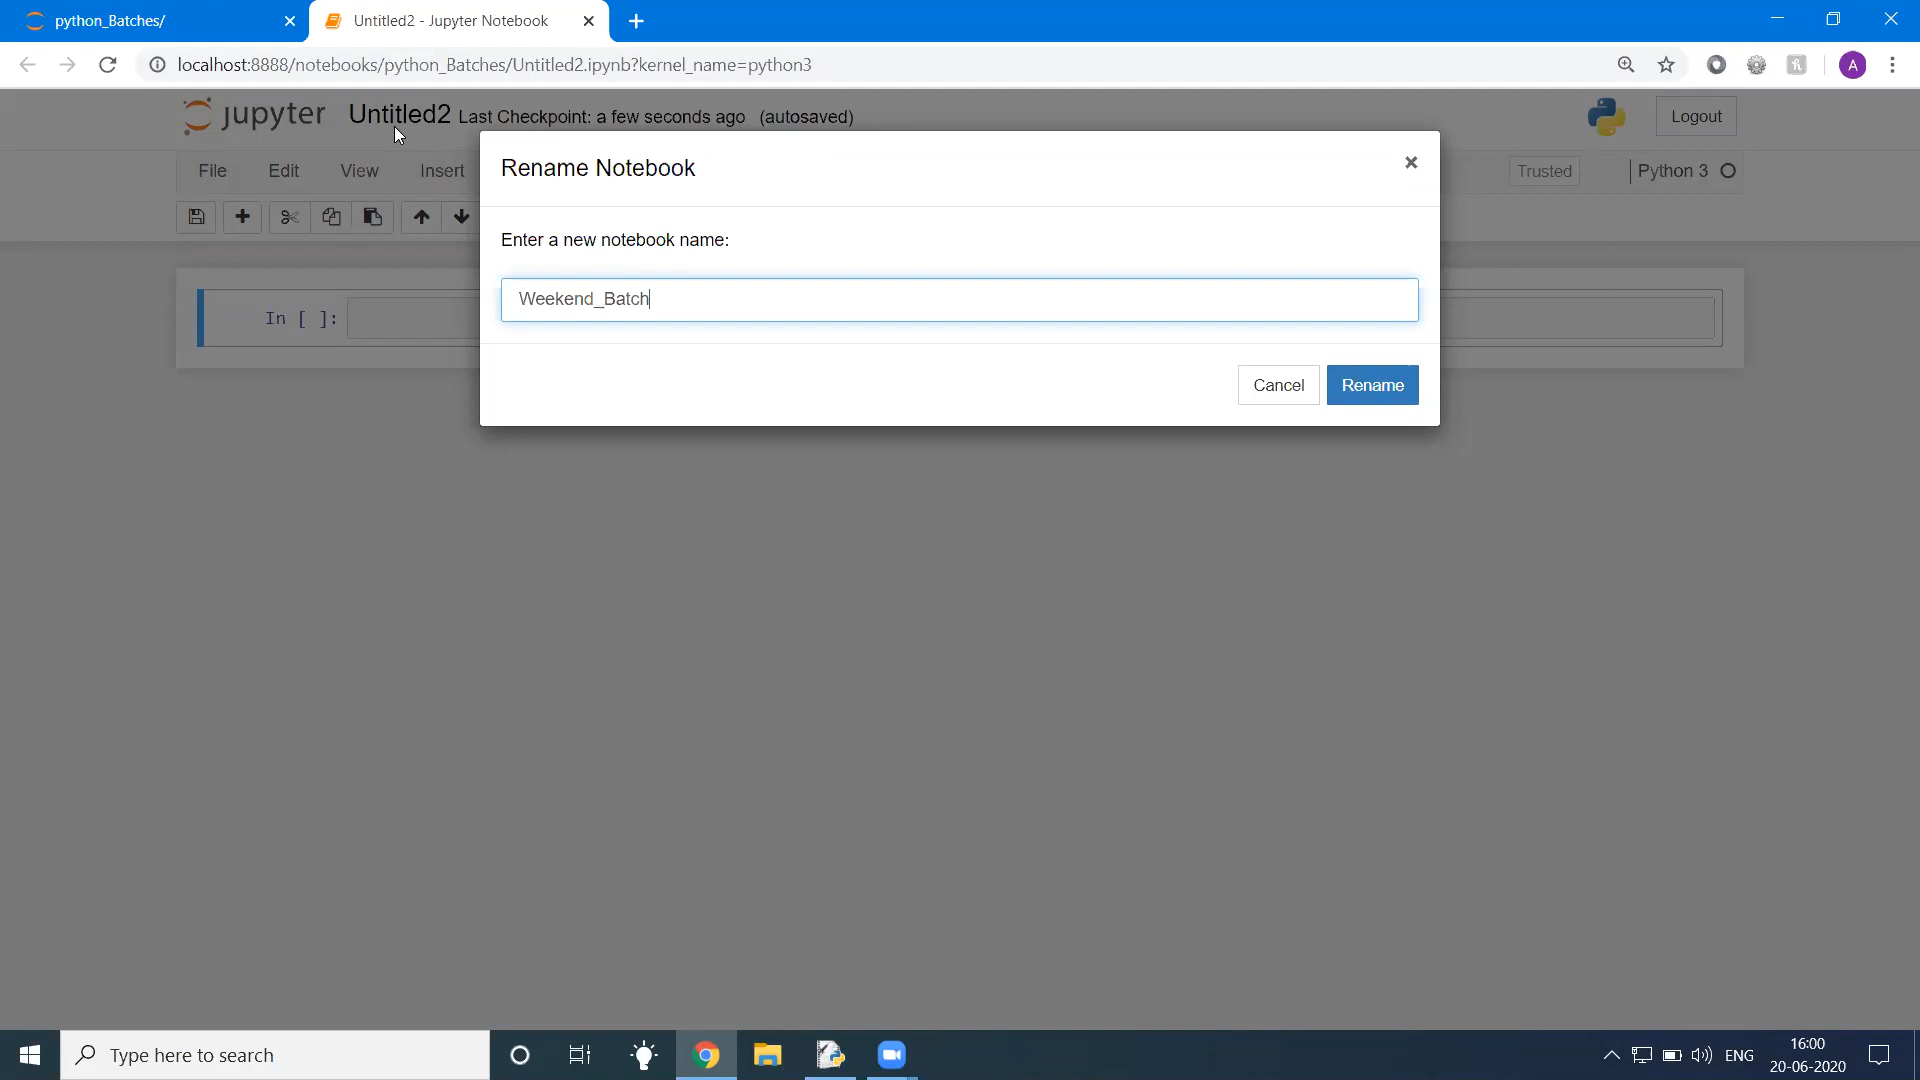 python_Batches/
Untitled2 - Jupyter Notebook
localhost:8888/notebooks/python_Batches/Untitled2.ipynb?kernel_name=python3
A
jupyter Untitled2 Last Checkpoint: a few seconds ago (autosaved)
Logout
File Edit View Insert
Trusted
Python 3
Rename Notebook
Enter a new notebook name:
Weekend_Batch
In [ ]:
Cancel Rename
Type here to search
ENG
16:00
20-06-2020